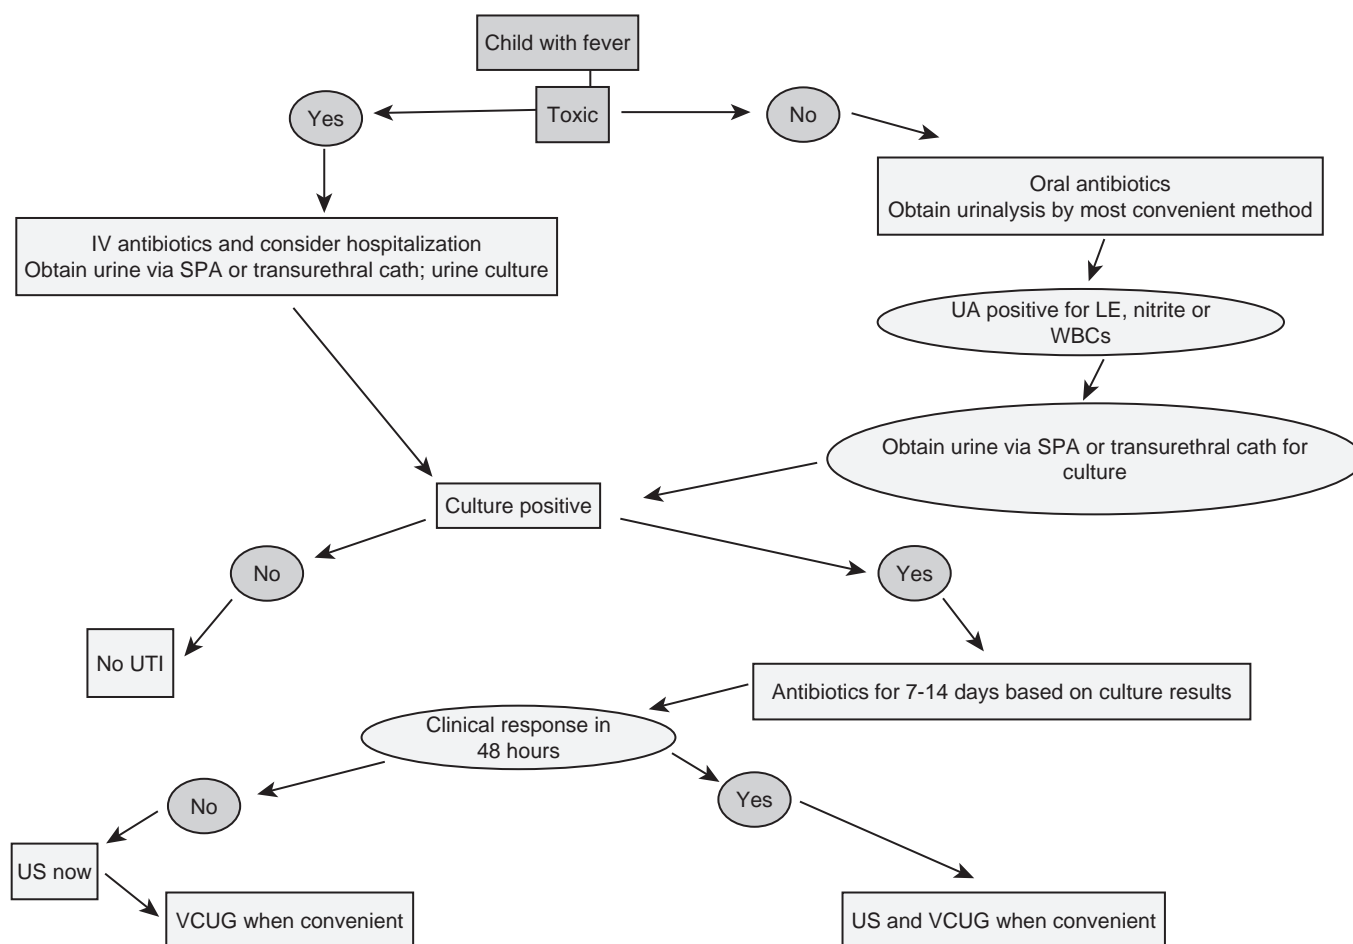 Child with fever
Yes
Toxic
No
Oral antibiotics
Obtain urinalysis by most convenient method
IV antibiotics and consider hospitalization
Obtain urine via SPA or transurethral cath; urine culture
UA positive for LE, nitrite or
WBCs
Obtain urine via SPA or transurethral cath for
culture
Culture positive
No
Yes
No UTI
Antibiotics for 7-14 days based on culture results
Clinical response in
48 hours
No
Yes
US now
VCUG when convenient
US and VCUG when convenient